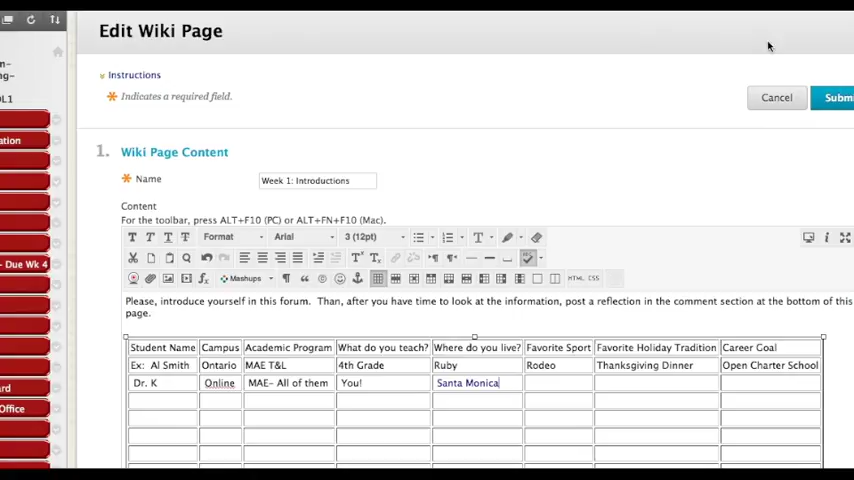 Edit Wiki Page
Instructions
Indicates a required field.
Cancel
1. Wiki Page Content
Name
Week 1: Introductions
Content
For the toolbar, press ALT+F10 (PC) or ALT+FN+F10 (Mac).
T T T T Format Arial 3 (12pt)
Mashups HTML CSS
Please, introduce yourself in this forum. Than, after you have time to look at the information, post a reflection in the comment section at the bottom of this
page.
Student Name Campus Academic Program What do you teach? Where do you live? Favorite Sport Favorite Holiday Tradition Career Goal
Ex: Al Smith Ontario MAE T&L 4th Grade Ruby Rodeo Thanksgiving Dinner Open Charter School
Dr. K Online MAE- All of them You! Santa Monica
- Due Wk 4
Office